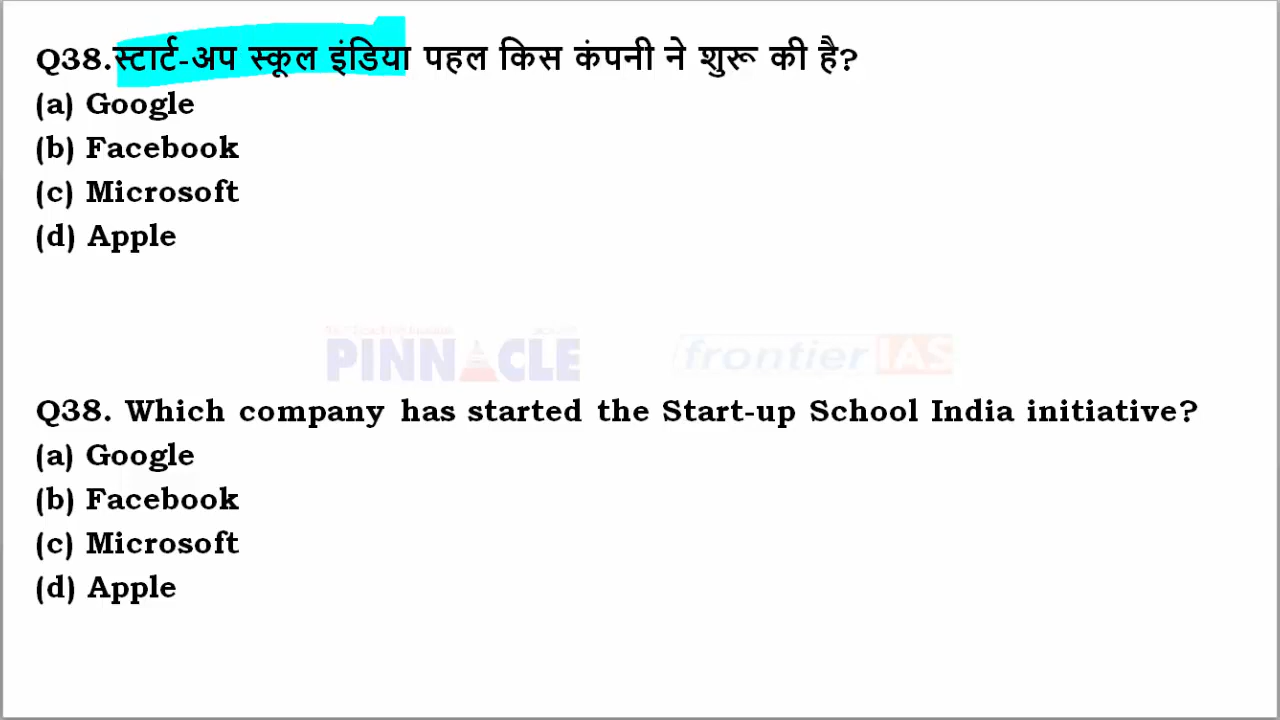 Q38.स्टार्ट-अप स्कूल इंडिया पहल किस कंपनी ने शुरू की है?
(a) Google
(b) Facebook
(c) Microsoft
(d) Apple
PINNACLE
frontier IAS
Q38. Which company has started the Start-up School India initiative?
(a) Google
(b) Facebook
(c) Microsoft
(d) Apple